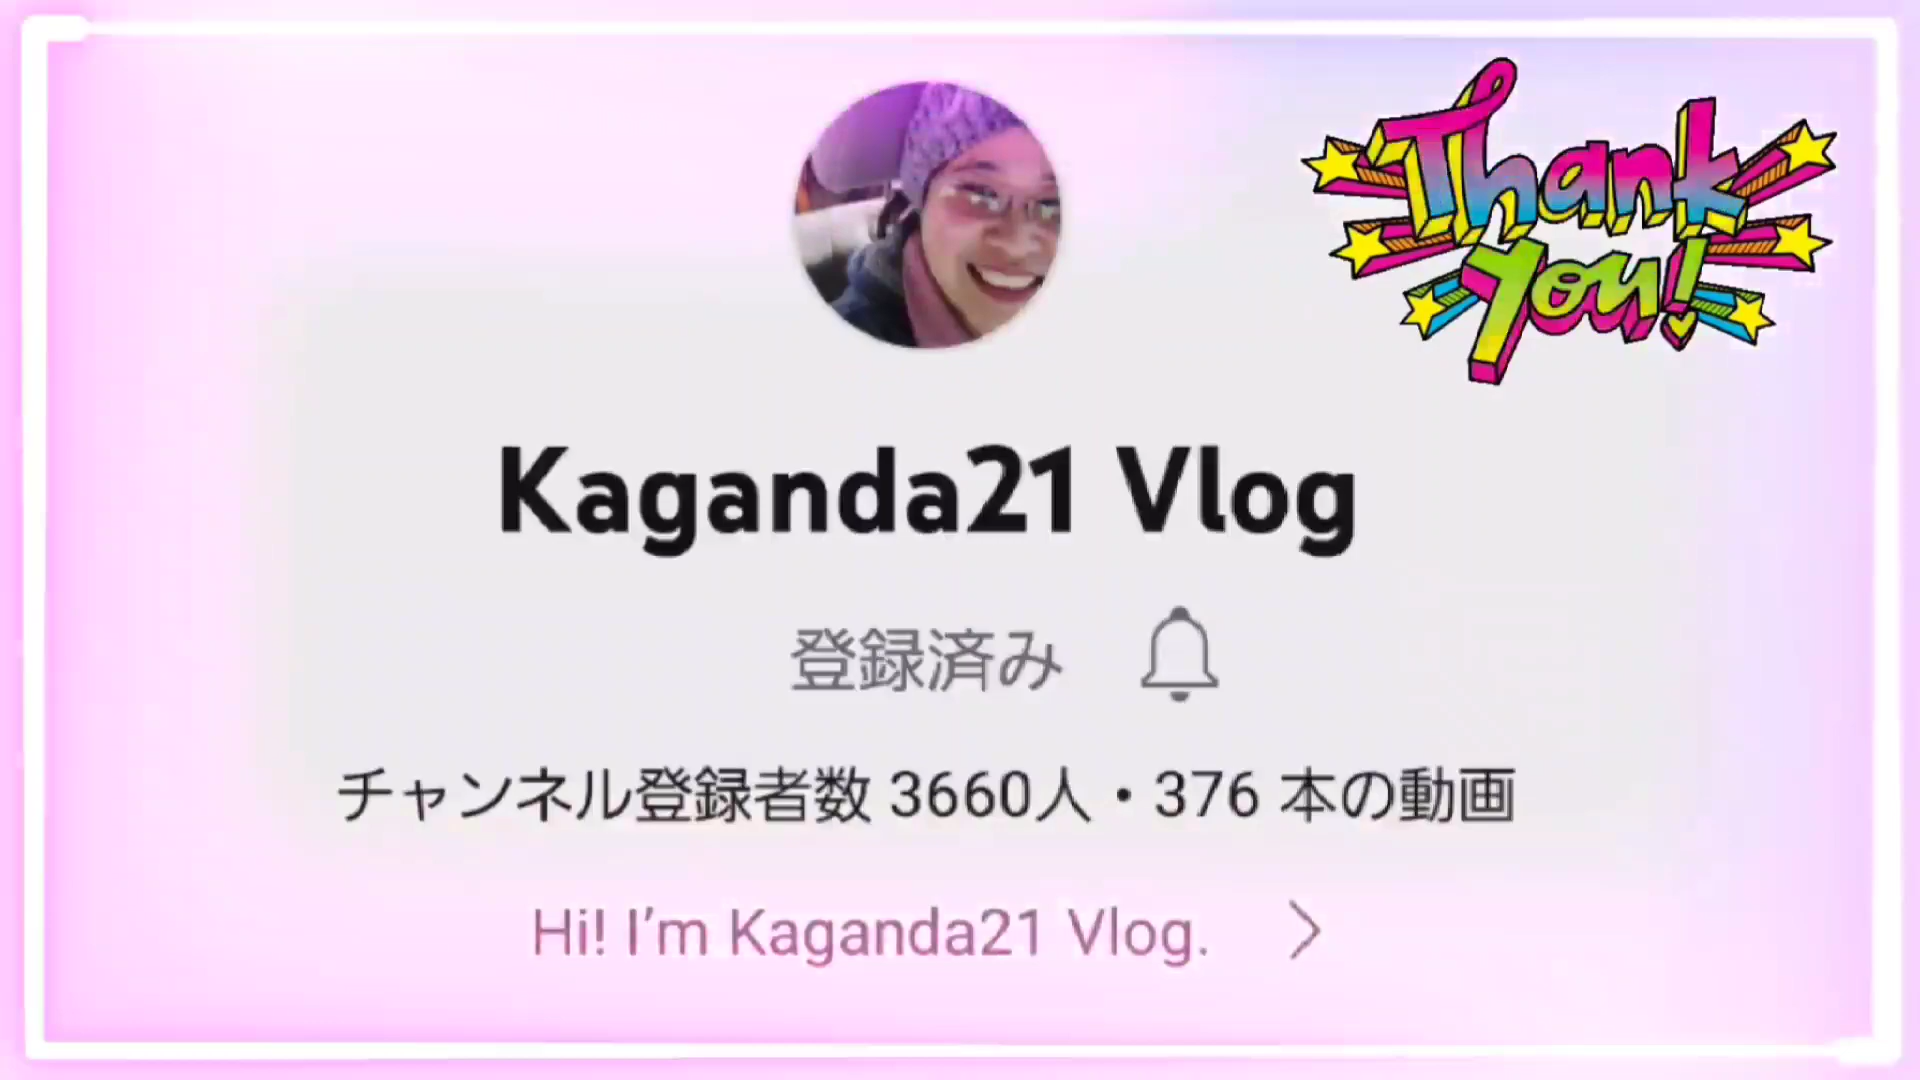 Thank
you!
Kaganda21 Vlog
登録済み
チャンネル登録者数 3660人・376 本の動画
Hi! I’m Kaganda21 Vlog.